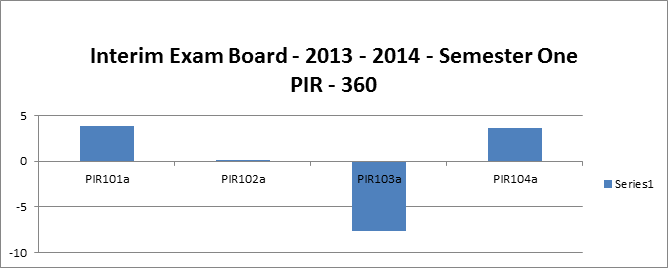 Interim Exam Board - 2013 - 2014 - Semester One
PIR - 360
5
0
-5
-10
PIR101a
PIR102a
PIR103a
PIR104a
Series1